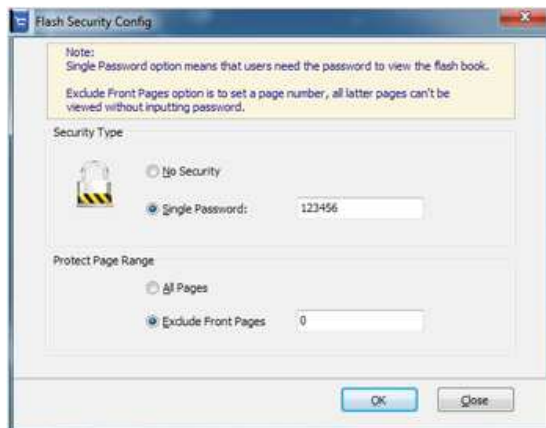 Flash Security Config
Note:
Single Password option means that users need the password to view the flash book.
Exclude Front Pages option is to set a page number, all latter pages can't be
viewed without inputting password.
Security Type
No Security
Single Password: 123456
Protect Page Range
All Pages
Exclude Front Pages 0
OK Close